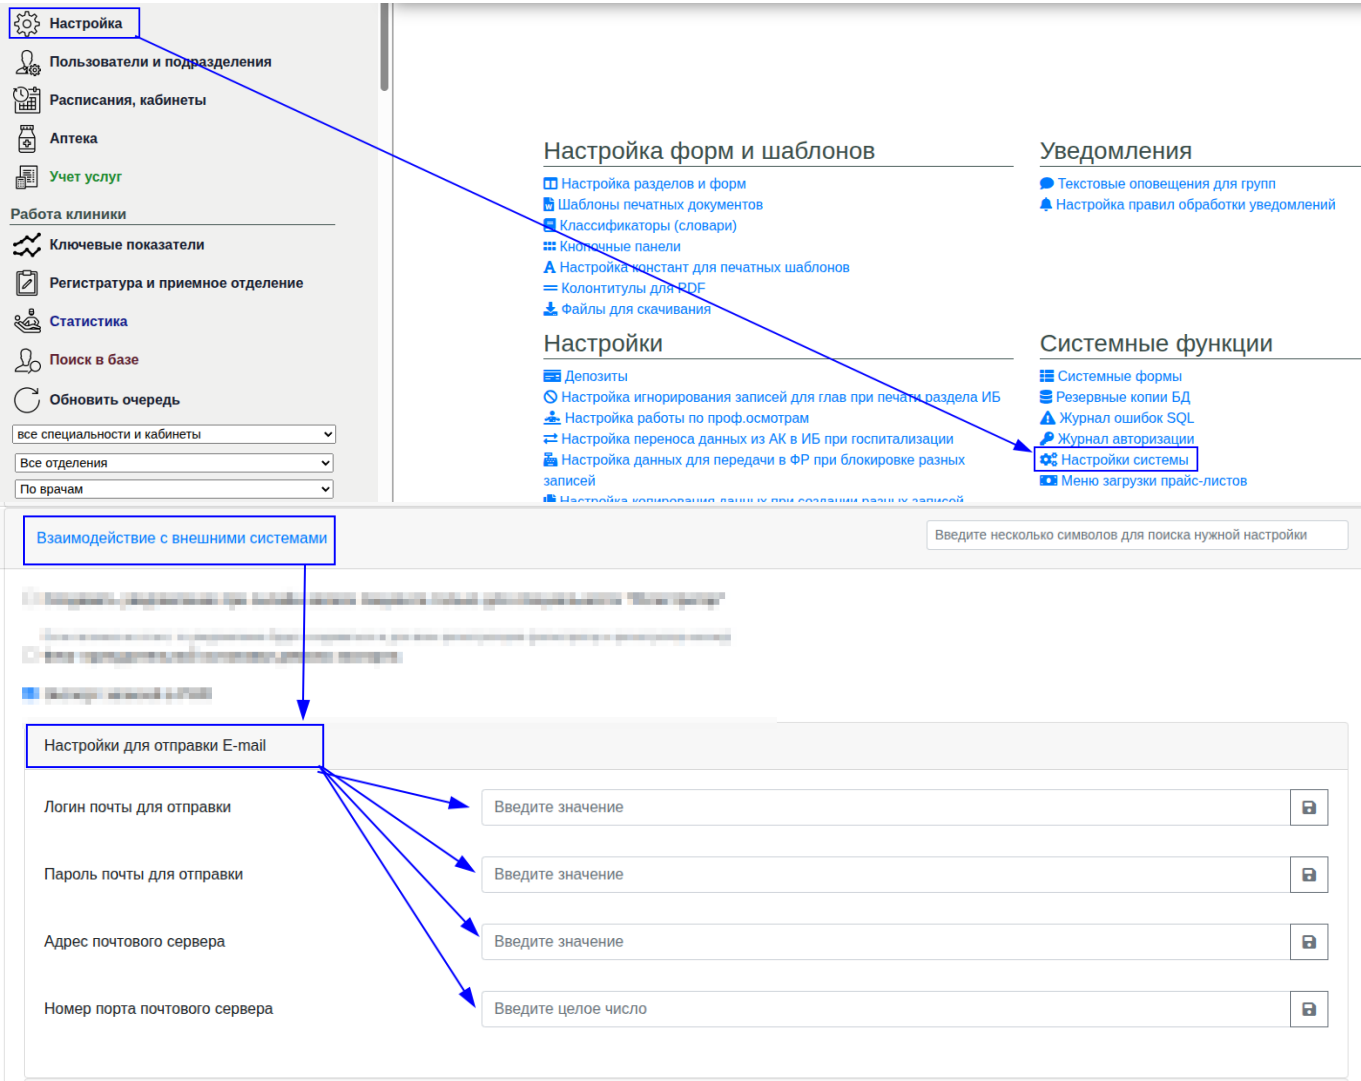 Настройка
Пользователи и подразделения
Расписания, кабинеты
Аптека
Учет услуг
Работа клиники
Ключевые показатели
Регистратура и приемное отделение
Статистика
Поиск в базе
Обновить очередь
все специальности и кабинеты
Все отделения
По врачам
Настройка форм и шаблонов
Настройка разделов и форм
Шаблоны печатных документов
Классификаторы (словари)
Кнопочные панели
Настройка констант для печатных шаблонов
Колонтитулы для PDF
Файлы для скачивания
Уведомления
Текстовые оповещения для групп
Настройка правил обработки уведомлений
Настройки
Депозиты
Настройка игнорирования записей для глав при печати раздела ИБ
Настройка работы по проф.осмотрам
Настройка переноса данных из АК в ИБ при госпитализации
Настройка данных для передачи в ФР при блокировке разных
записей
Настройка копирования данных при создании разных записей
Системные функции
Системные формы
Резервные копии БД
Журнал ошибок SQL
Журнал авторизации
Настройки системы
Меню загрузки прайс-листов
Взаимодействие с внешними системами
Введите несколько символов для поиска нужной настройки
Настройки для отправки E-mail
Логин почты для отправки
Введите значение
Пароль почты для отправки
Введите значение
Адрес почтового сервера
Введите значение
Номер порта почтового сервера
Введите целое число